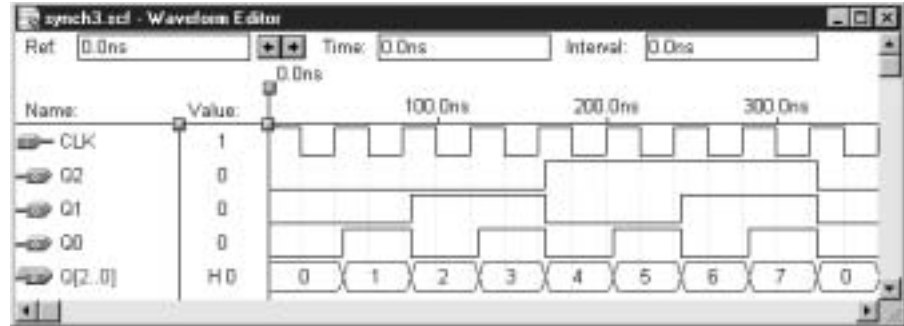 synch3.scf - Waveform Editor
Ref: 0.0ns Time: 0.0ns Interval: 0.0ns
0.0ns
Name: Value: 100.0ns 200.0ns 300.0ns
CLK 1
Q2 0
Q1 0
Q0 0
Q[2..0] H 0 0 1 2 3 4 5 6 7 0